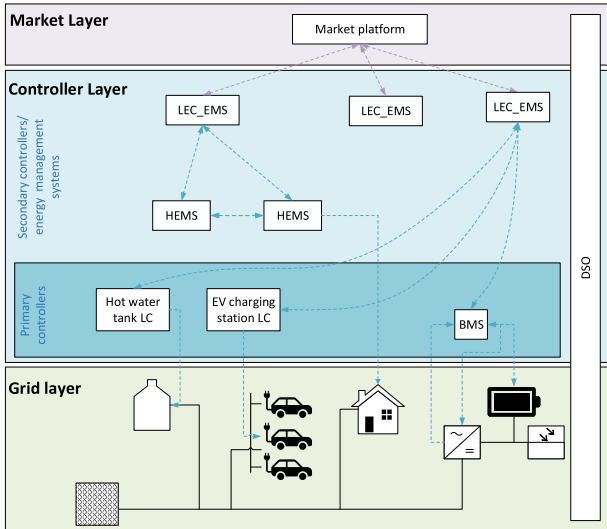 Market Layer
Market platform
Controller Layer
LEC_EMS
LEC_EMS
LEC_EMS
Secondary controllers/
energy management
systems
HEMS
HEMS
DSO
Primary
controllers
Hot water
tank LC
EV charging
station LC
BMS
Grid layer